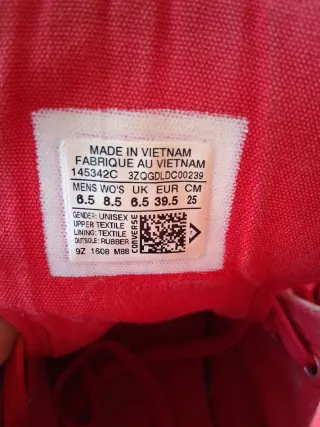 MADE IN VIETNAM
FABRIQUE AU VIETNAM
145342C 3ZQGDLDC00239
MENS WO'S UK EUR CM
6.5 8.5 6.5 39.5 25
GENDER: UNISEX
UPPER: TEXTILE
LINING: TEXTILE
OUTSOLE: RUBBER
CONVERSE
9Z 1608 M88